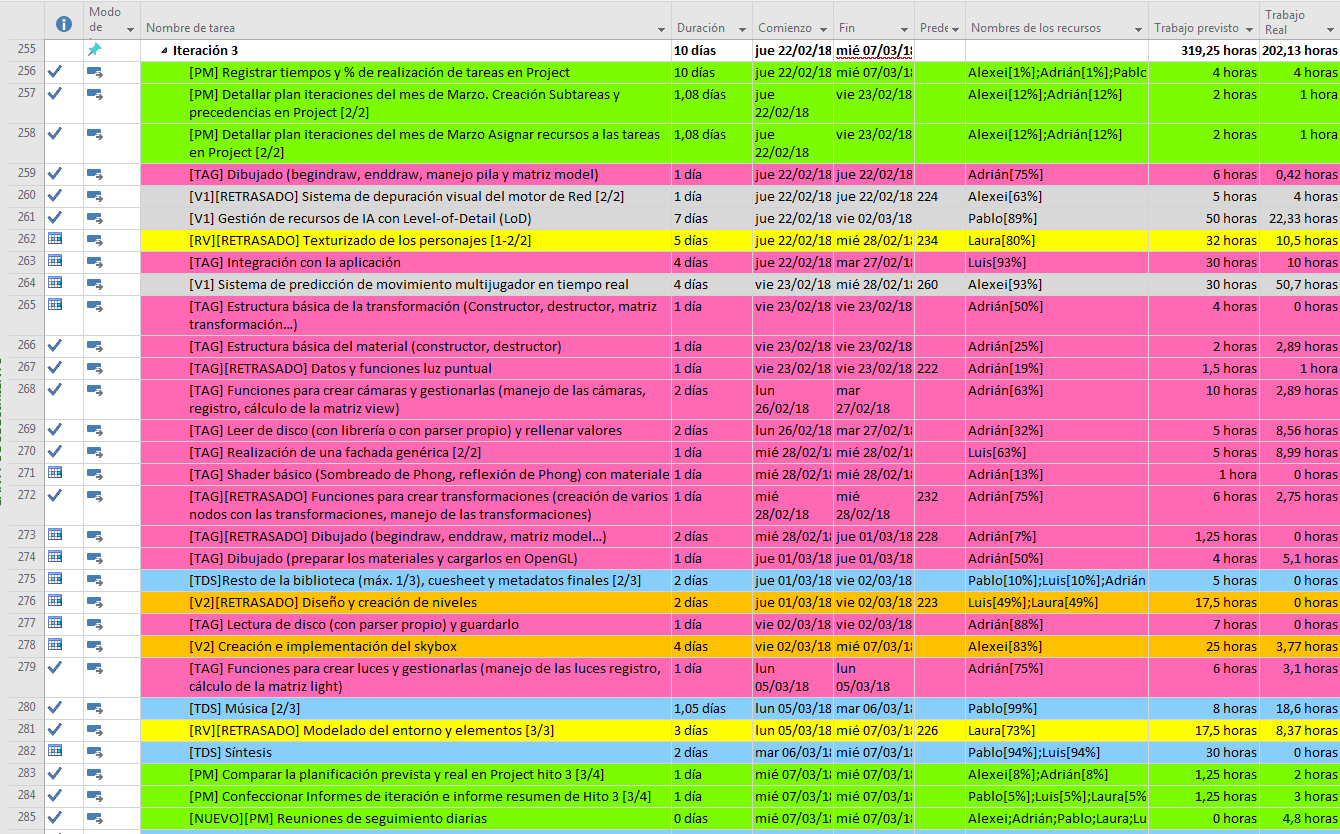 Modo de Nombre de tarea Duración Comienzo Fin Prede Nombres de los recursos Trabajo previsto Trabajo Real
255 Iteración 3 10 días jue 22/02/18 mié 07/03/18 319,25 horas 202,13 horas
256 [PM] Registrar tiempos y % de realización de tareas en Project 10 días jue 22/02/18 mié 07/03/18 Alexei[1%];Adrián[1%];Pablo 4 horas 4 horas
257 [PM] Detallar plan iteraciones del mes de Marzo. Creación Subtareas y 1,08 días jue vie 23/02/18 Alexei[12%];Adrián[12%] 2 horas 1 hora
precedencias en Project [2/2] 22/02/18
258 [PM] Detallar plan iteraciones del mes de Marzo Asignar recursos a las tareas 1,08 días jue vie 23/02/18 Alexei[12%];Adrián[12%] 2 horas 1 hora
en Project [2/2] 22/02/18
259 [TAG] Dibujado (begindraw, enddraw, manejo pila y matriz model) 1 día jue 22/02/18 jue 22/02/18 Adrián[75%] 6 horas 0,42 horas
260 [V1][RETRASADO] Sistema de depuración visual del motor de Red [2/2] 1 día jue 22/02/18 jue 22/02/18 224 Alexei[63%] 5 horas 4 horas
261 [V1] Gestión de recursos de IA con Level-of-Detail (LoD) 7 días jue 22/02/18 vie 02/03/18 Pablo[89%] 50 horas 22,33 horas
262 [RV][RETRASADO] Texturizado de los personajes [1-2/2] 5 días jue 22/02/18 mié 28/02/18 234 Laura[80%] 32 horas 10,5 horas
263 [TAG] Integración con la aplicación 4 días jue 22/02/18 mar 27/02/18 Luis[93%] 30 horas 10 horas
264 [V1] Sistema de predicción de movimiento multijugador en tiempo real 4 días vie 23/02/18 mié 28/02/18 260 Alexei[93%] 30 horas 50,7 horas
265 [TAG] Estructura básica de la transformación (Constructor, destructor, matriz 1 día vie 23/02/18 vie 23/02/18 Adrián[50%] 4 horas 0 horas
transformación...)
266 [TAG] Estructura básica del material (constructor, destructor) 1 día vie 23/02/18 vie 23/02/18 Adrián[25%] 2 horas 2,89 horas
267 [TAG][RETRASADO] Datos y funciones luz puntual 1 día vie 23/02/18 vie 23/02/18 222 Adrián[19%] 1,5 horas 1 hora
268 [TAG] Funciones para crear cámaras y gestionarlas (manejo de las cámaras, 2 días lun mar Adrián[63%] 10 horas 2,89 horas
registro, cálculo de la matriz view) 26/02/18 27/02/18
269 [TAG] Leer de disco (con librería o con parser propio) y rellenar valores 2 días lun 26/02/18 mar 27/02/18 Adrián[32%] 5 horas 8,56 horas
270 [TAG] Realización de una fachada genérica [2/2] 1 día mié 28/02/18 mié 28/02/18 Luis[63%] 5 horas 8,99 horas
271 [TAG] Shader básico (Sombreado de Phong, reflexión de Phong) con materiale 1 día mié 28/02/18 mié 28/02/18 Adrián[13%] 1 hora 0 horas
272 [TAG][RETRASADO] Funciones para crear transformaciones (creación de varios 1 día mié mié 232 Adrián[75%] 6 horas 2,75 horas
nodos con las transformaciones, manejo de las transformaciones) 28/02/18 28/02/18
273 [TAG][RETRASADO] Dibujado (begindraw, enddraw, matriz model...) 2 días mié 28/02/18 jue 01/03/18 228 Adrián[7%] 1,25 horas 0 horas
274 [TAG] Dibujado (preparar los materiales y cargarlos en OpenGL) 1 día jue 01/03/18 jue 01/03/18 Adrián[50%] 4 horas 5,1 horas
275 [TDS]Resto de la biblioteca (máx. 1/3), cuesheet y metadatos finales [2/3] 2 días jue 01/03/18 vie 02/03/18 Pablo[10%];Luis[10%];Adrián 5 horas 0 horas
276 [V2][RETRASADO] Diseño y creación de niveles 2 días jue 01/03/18 vie 02/03/18 223 Luis[49%];Laura[49%] 17,5 horas 0 horas
277 [TAG] Lectura de disco (con parser propio) y guardarlo 1 día vie 02/03/18 vie 02/03/18 Adrián[88%] 7 horas 0 horas
278 [V2] Creación e implementación del skybox 4 días vie 02/03/18 mié 07/03/18 Alexei[83%] 25 horas 3,77 horas
279 [TAG] Funciones para crear luces y gestionarlas (manejo de las luces registro, 1 día lun lun Adrián[75%] 6 horas 3,1 horas
cálculo de la matriz light) 05/03/18 05/03/18
280 [TDS] Música [2/3] 1,05 días lun 05/03/18 mar 06/03/18 Pablo[99%] 8 horas 18,6 horas
281 [RV][RETRASADO] Modelado del entorno y elementos [3/3] 3 días lun 05/03/18 mié 07/03/18 226 Laura[73%] 17,5 horas 8,37 horas
282 [TDS] Síntesis 2 días mar 06/03/18 mié 07/03/18 Pablo[94%];Luis[94%] 30 horas 0 horas
283 [PM] Comparar la planificación prevista y real en Project hito 3 [3/4] 1 día mié 07/03/18 mié 07/03/18 Alexei[8%];Adrián[8%] 1,25 horas 2 horas
284 [PM] Confeccionar Informes de iteración e informe resumen de Hito 3 [3/4] 1 día mié 07/03/18 mié 07/03/18 Pablo[5%];Luis[5%];Laura[5% 1,25 horas 3 horas
285 [NUEVO][PM] Reuniones de seguimiento diarias 0 días mié 07/03/18 mié 07/03/18 Alexei;Adrián;Pablo;Laura;Lu 0 horas 4,8 horas